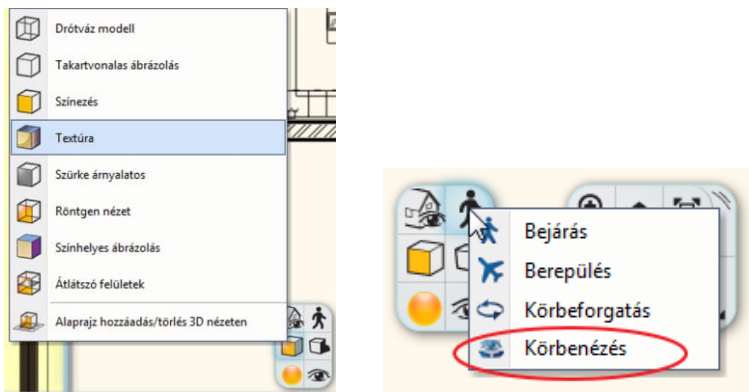 Drótváz modell
Takartvonalas ábrázolás
Színezés
Textúra
Szürke árnyalatos
Röntgen nézet
Színhelyes ábrázolás
Átlátszó felületek
Alaprajz hozzáadás/törlés 3D nézeten
Bejárás
Berepülés
Körbeforgatás
Körbenézés